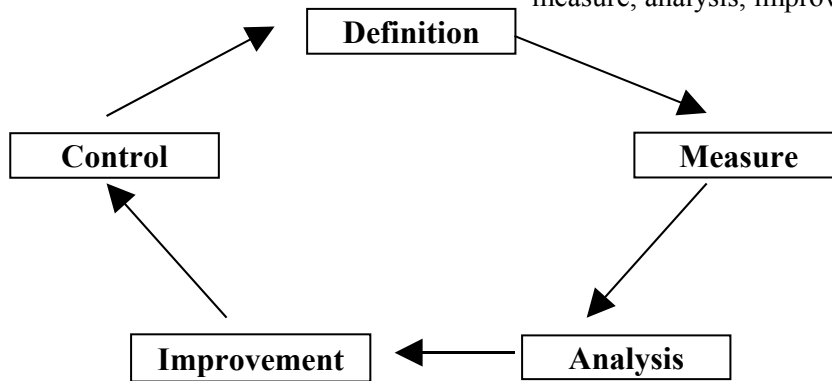 measure, analysis,
Definition
Control
Measure
Improvement
Analysis